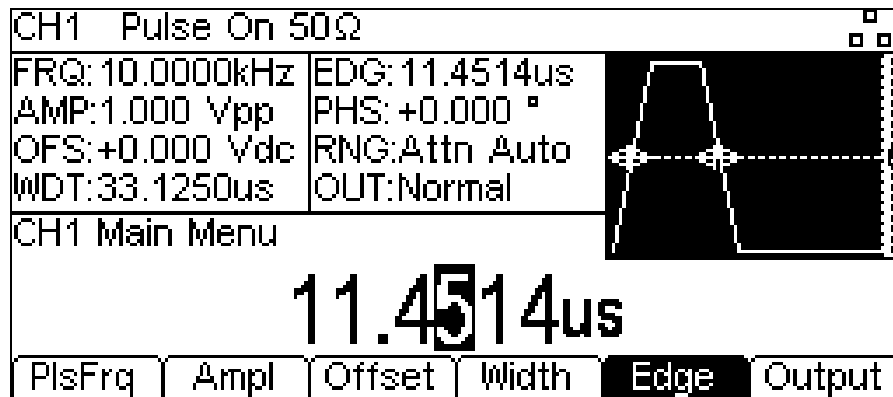 CH1 Pulse On 50Ω
FRQ:10.0000kHz EDG:11.4514us
AMP:1.000 Vpp PHS:+0.000 °
OFS:+0.000 Vdc RNG:Attn Auto
WDT:33.1250us OUT:Normal
CH1 Main Menu
11.4514us
PlsFrq Ampl Offset Width Edge Output